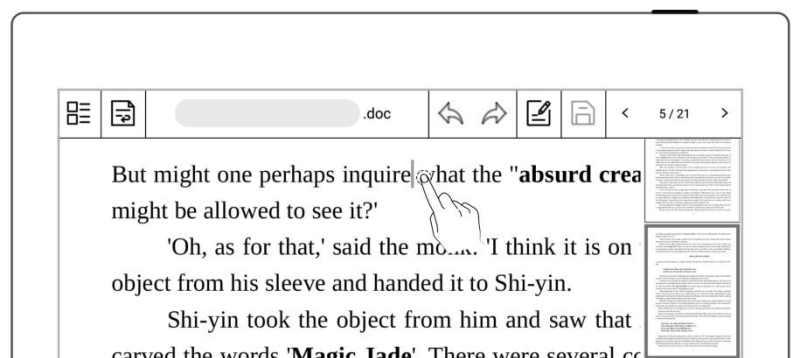 .doc
5 / 21
But might one perhaps inquire what the "absurd crea
might be allowed to see it?'
'Oh, as for that,' said the monk. 'I think it is on
object from his sleeve and handed it to Shi-yin.
Shi-yin took the object from him and saw that
carved the words 'Magic Jade'. There were several co